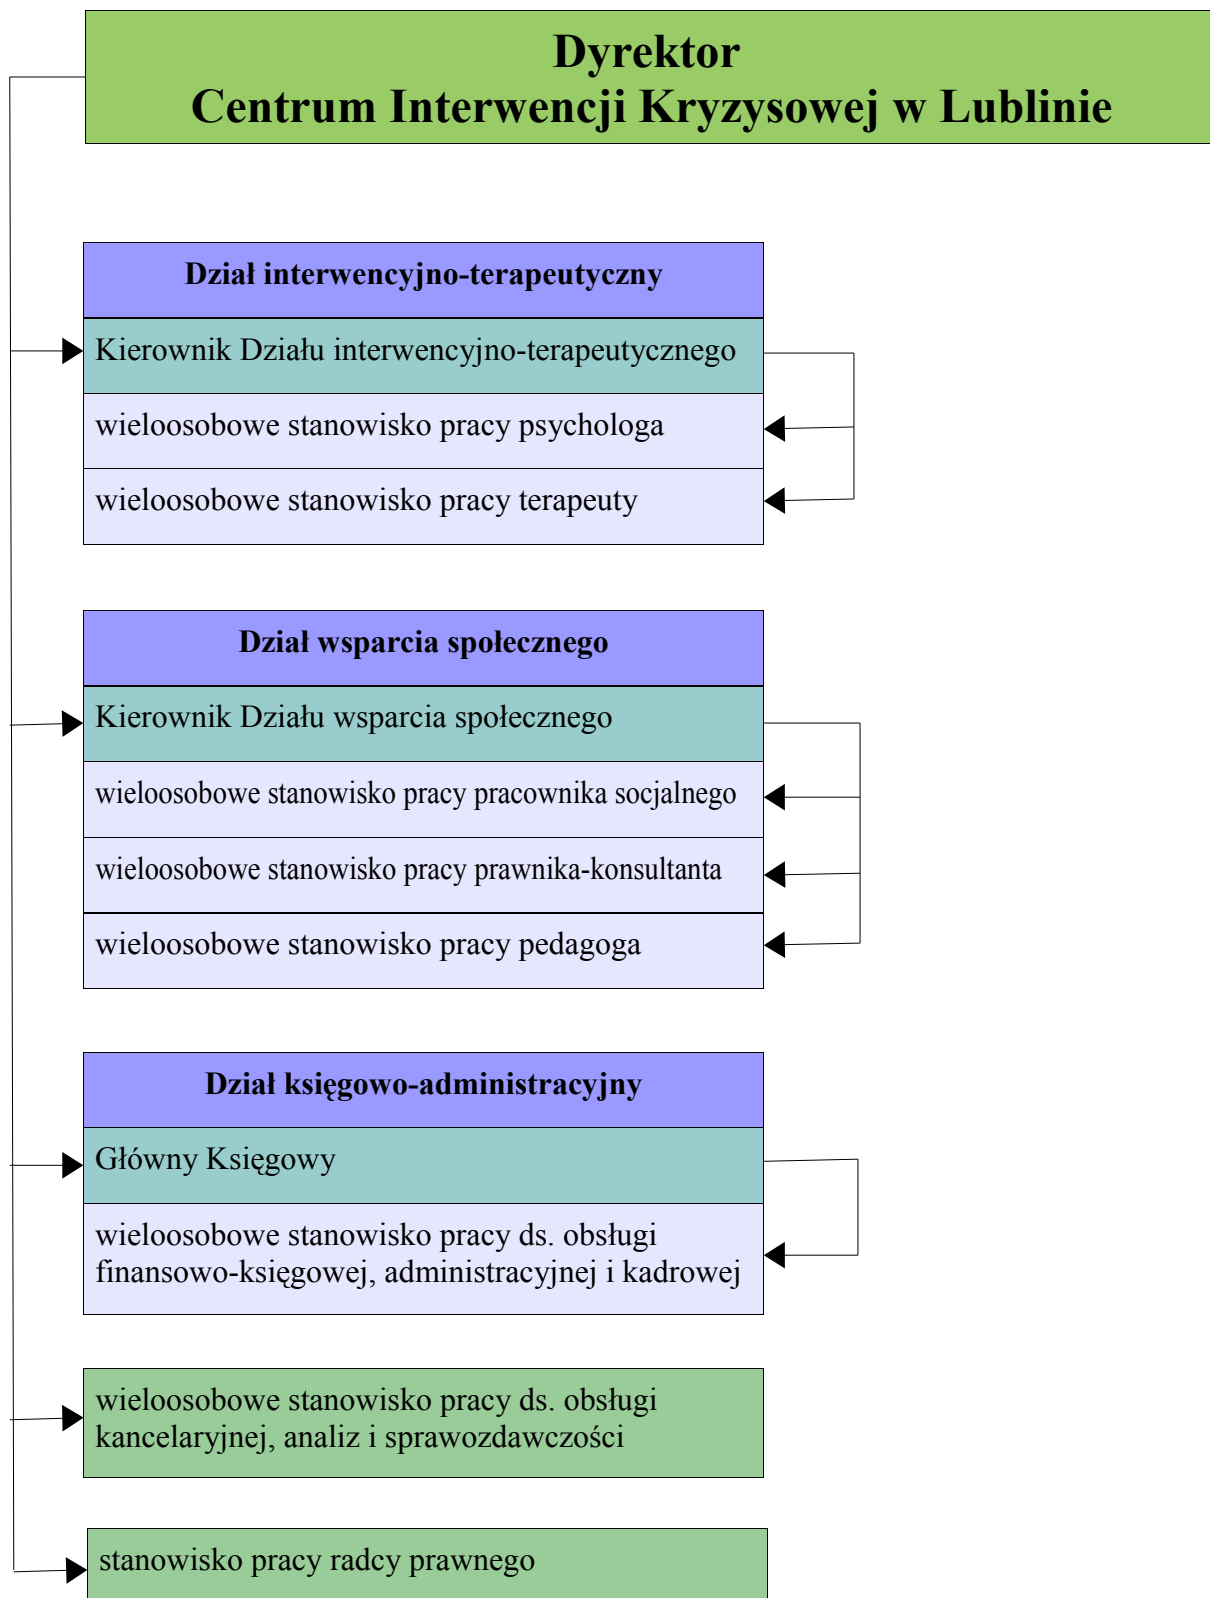 Dyrektor
Centrum Interwencji Kryzysowej w Lublinie
Dział interwencyjno-terapeutyczny
Kierownik Działu interwencyjno-terapeutycznego
wieloosobowe stanowisko pracy psychologa
wieloosobowe stanowisko pracy terapeuty
Dział wsparcia społecznego
Kierownik Działu wsparcia społecznego
wieloosobowe stanowisko pracy pracownika socjalnego
wieloosobowe stanowisko pracy prawnika-konsultanta
wieloosobowe stanowisko pracy pedagoga
Dział księgowo-administracyjny
Główny Księgowy
wieloosobowe stanowisko pracy ds. obsługi
finansowo-księgowej, administracyjnej i kadrowej
wieloosobowe stanowisko pracy ds. obsługi
kancelaryjnej, analiz i sprawozdawczości
stanowisko pracy radcy prawnego